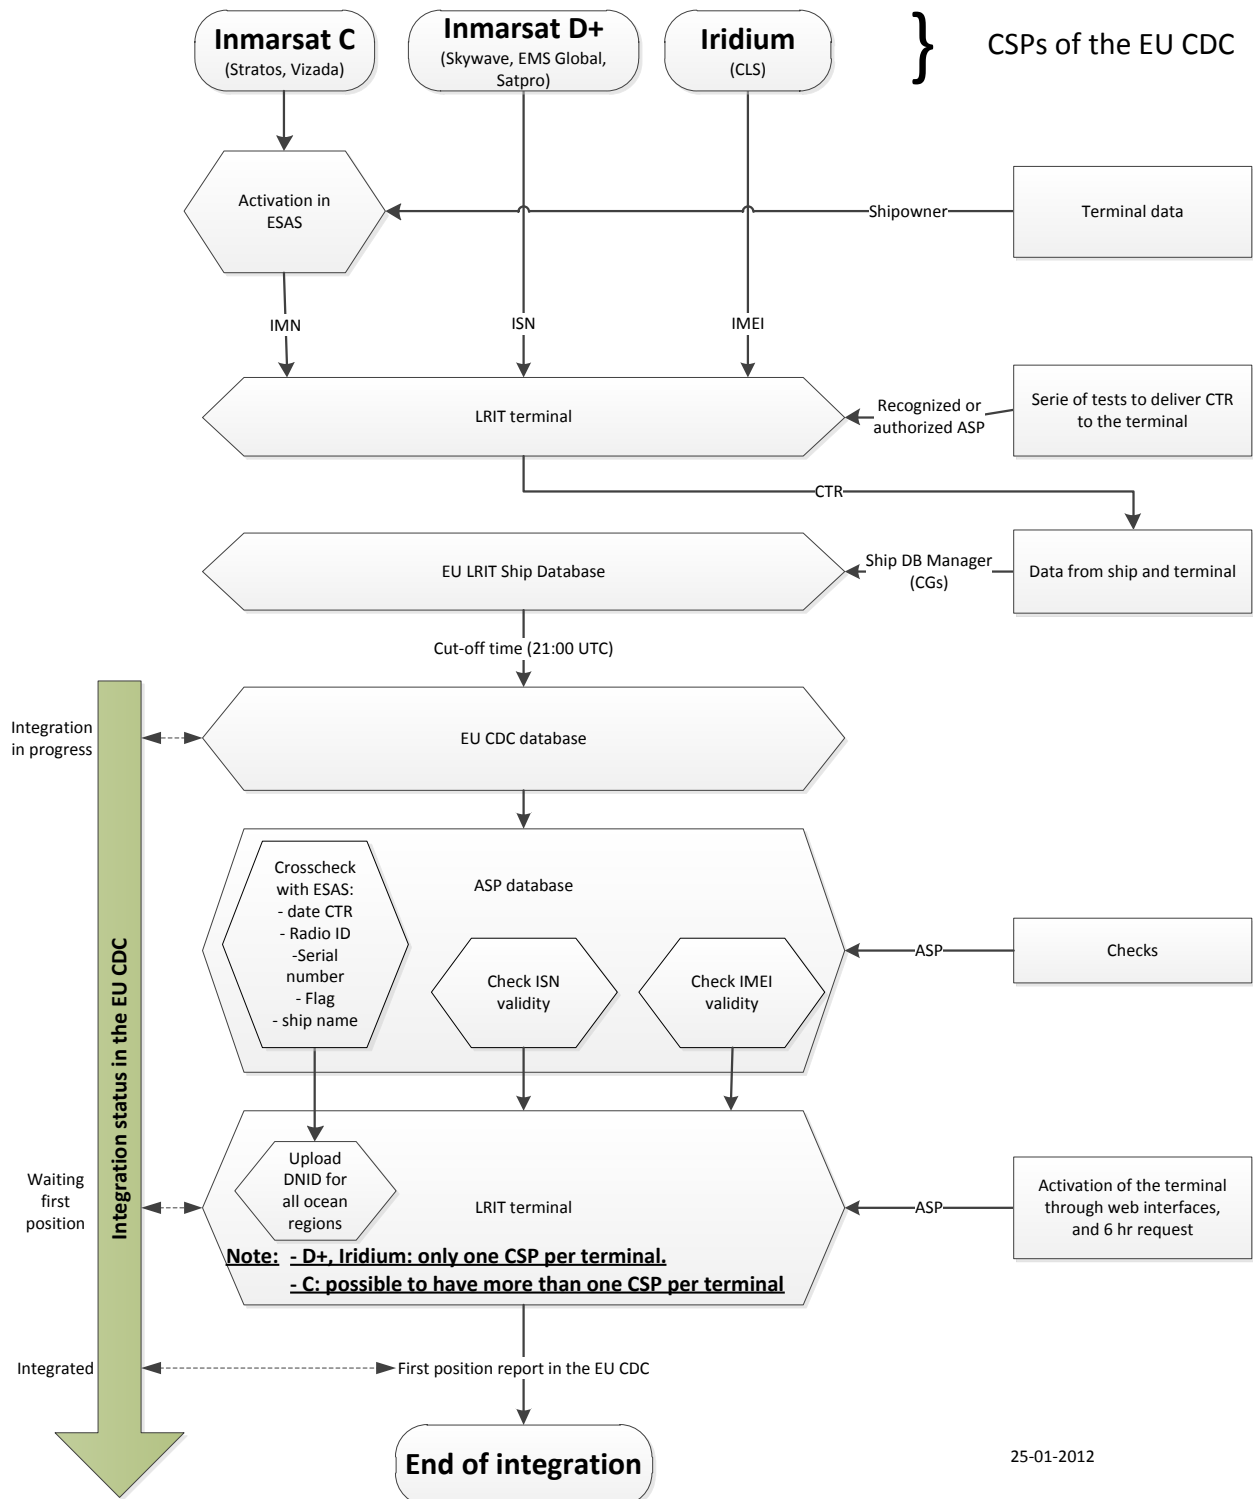 Inmarsat C
(Stratos, Vizada)
Inmarsat D+
(Skywave, EMS Global,
Satpro)
Iridium
(CLS)
} CSPs of the EU CDC
Activation in
ESAS
Shipowner
Terminal data
IMN
ISN
IMEI
LRIT terminal
Recognized or
authorized ASP
Serie of tests to deliver CTR
to the terminal
CTR
EU LRIT Ship Database
Ship DB Manager
(CGs)
Data from ship and terminal
Cut-off time (21:00 UTC)
Integration
in progress
EU CDC database
Integration status in the EU CDC
Crosscheck
with ESAS:
- date CTR
- Radio ID
-Serial
number
- Flag
- ship name
ASP database
Check ISN
validity
Check IMEI
validity
ASP
Checks
Waiting
first
position
Upload
DNID for
all ocean
regions
LRIT terminal
ASP
Activation of the terminal
through web interfaces,
and 6 hr request
Note: - D+, Iridium: only one CSP per terminal.
- C: possible to have more than one CSP per terminal
Integrated
First position report in the EU CDC
End of integration
25-01-2012